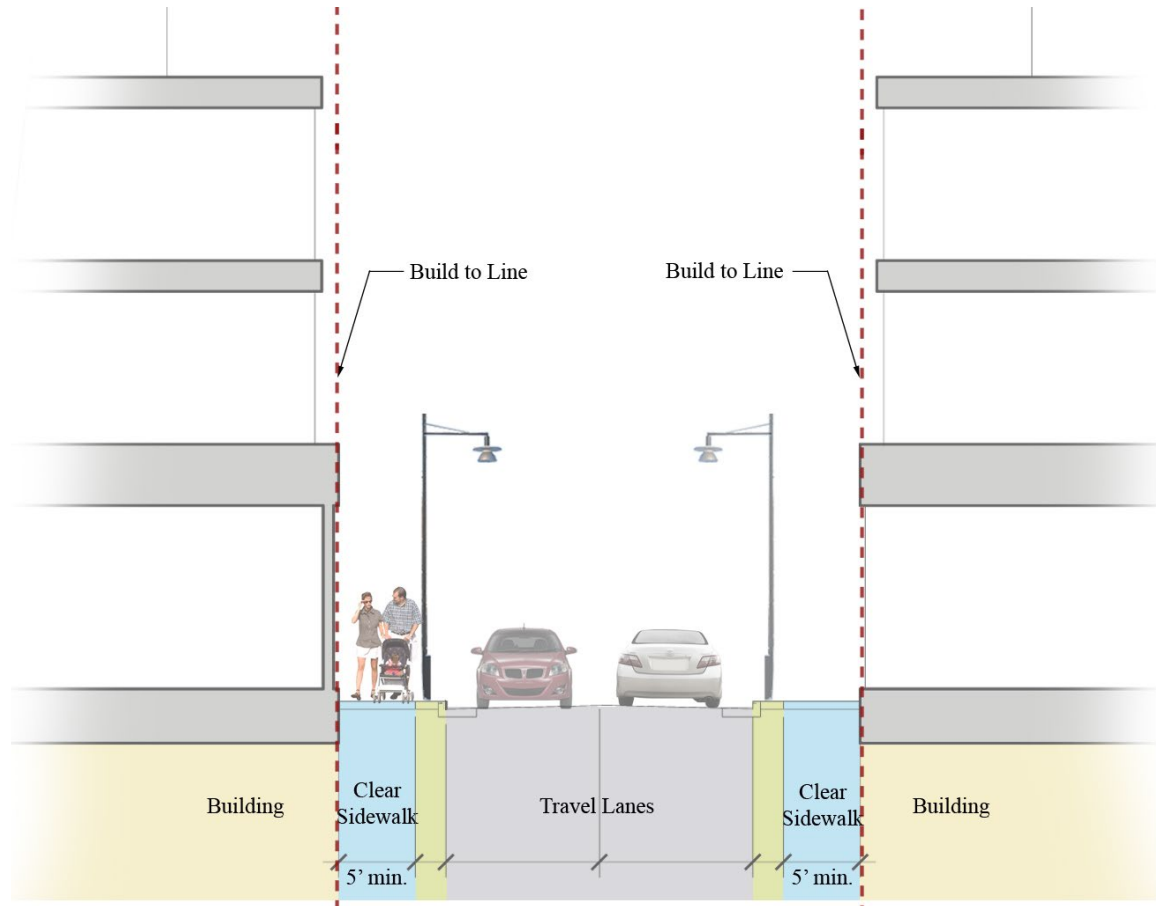 Build to Line
Build to Line
Building
Clear
Sidewalk
Travel Lanes
Clear
Sidewalk
Building
5’ min.
5’ min.